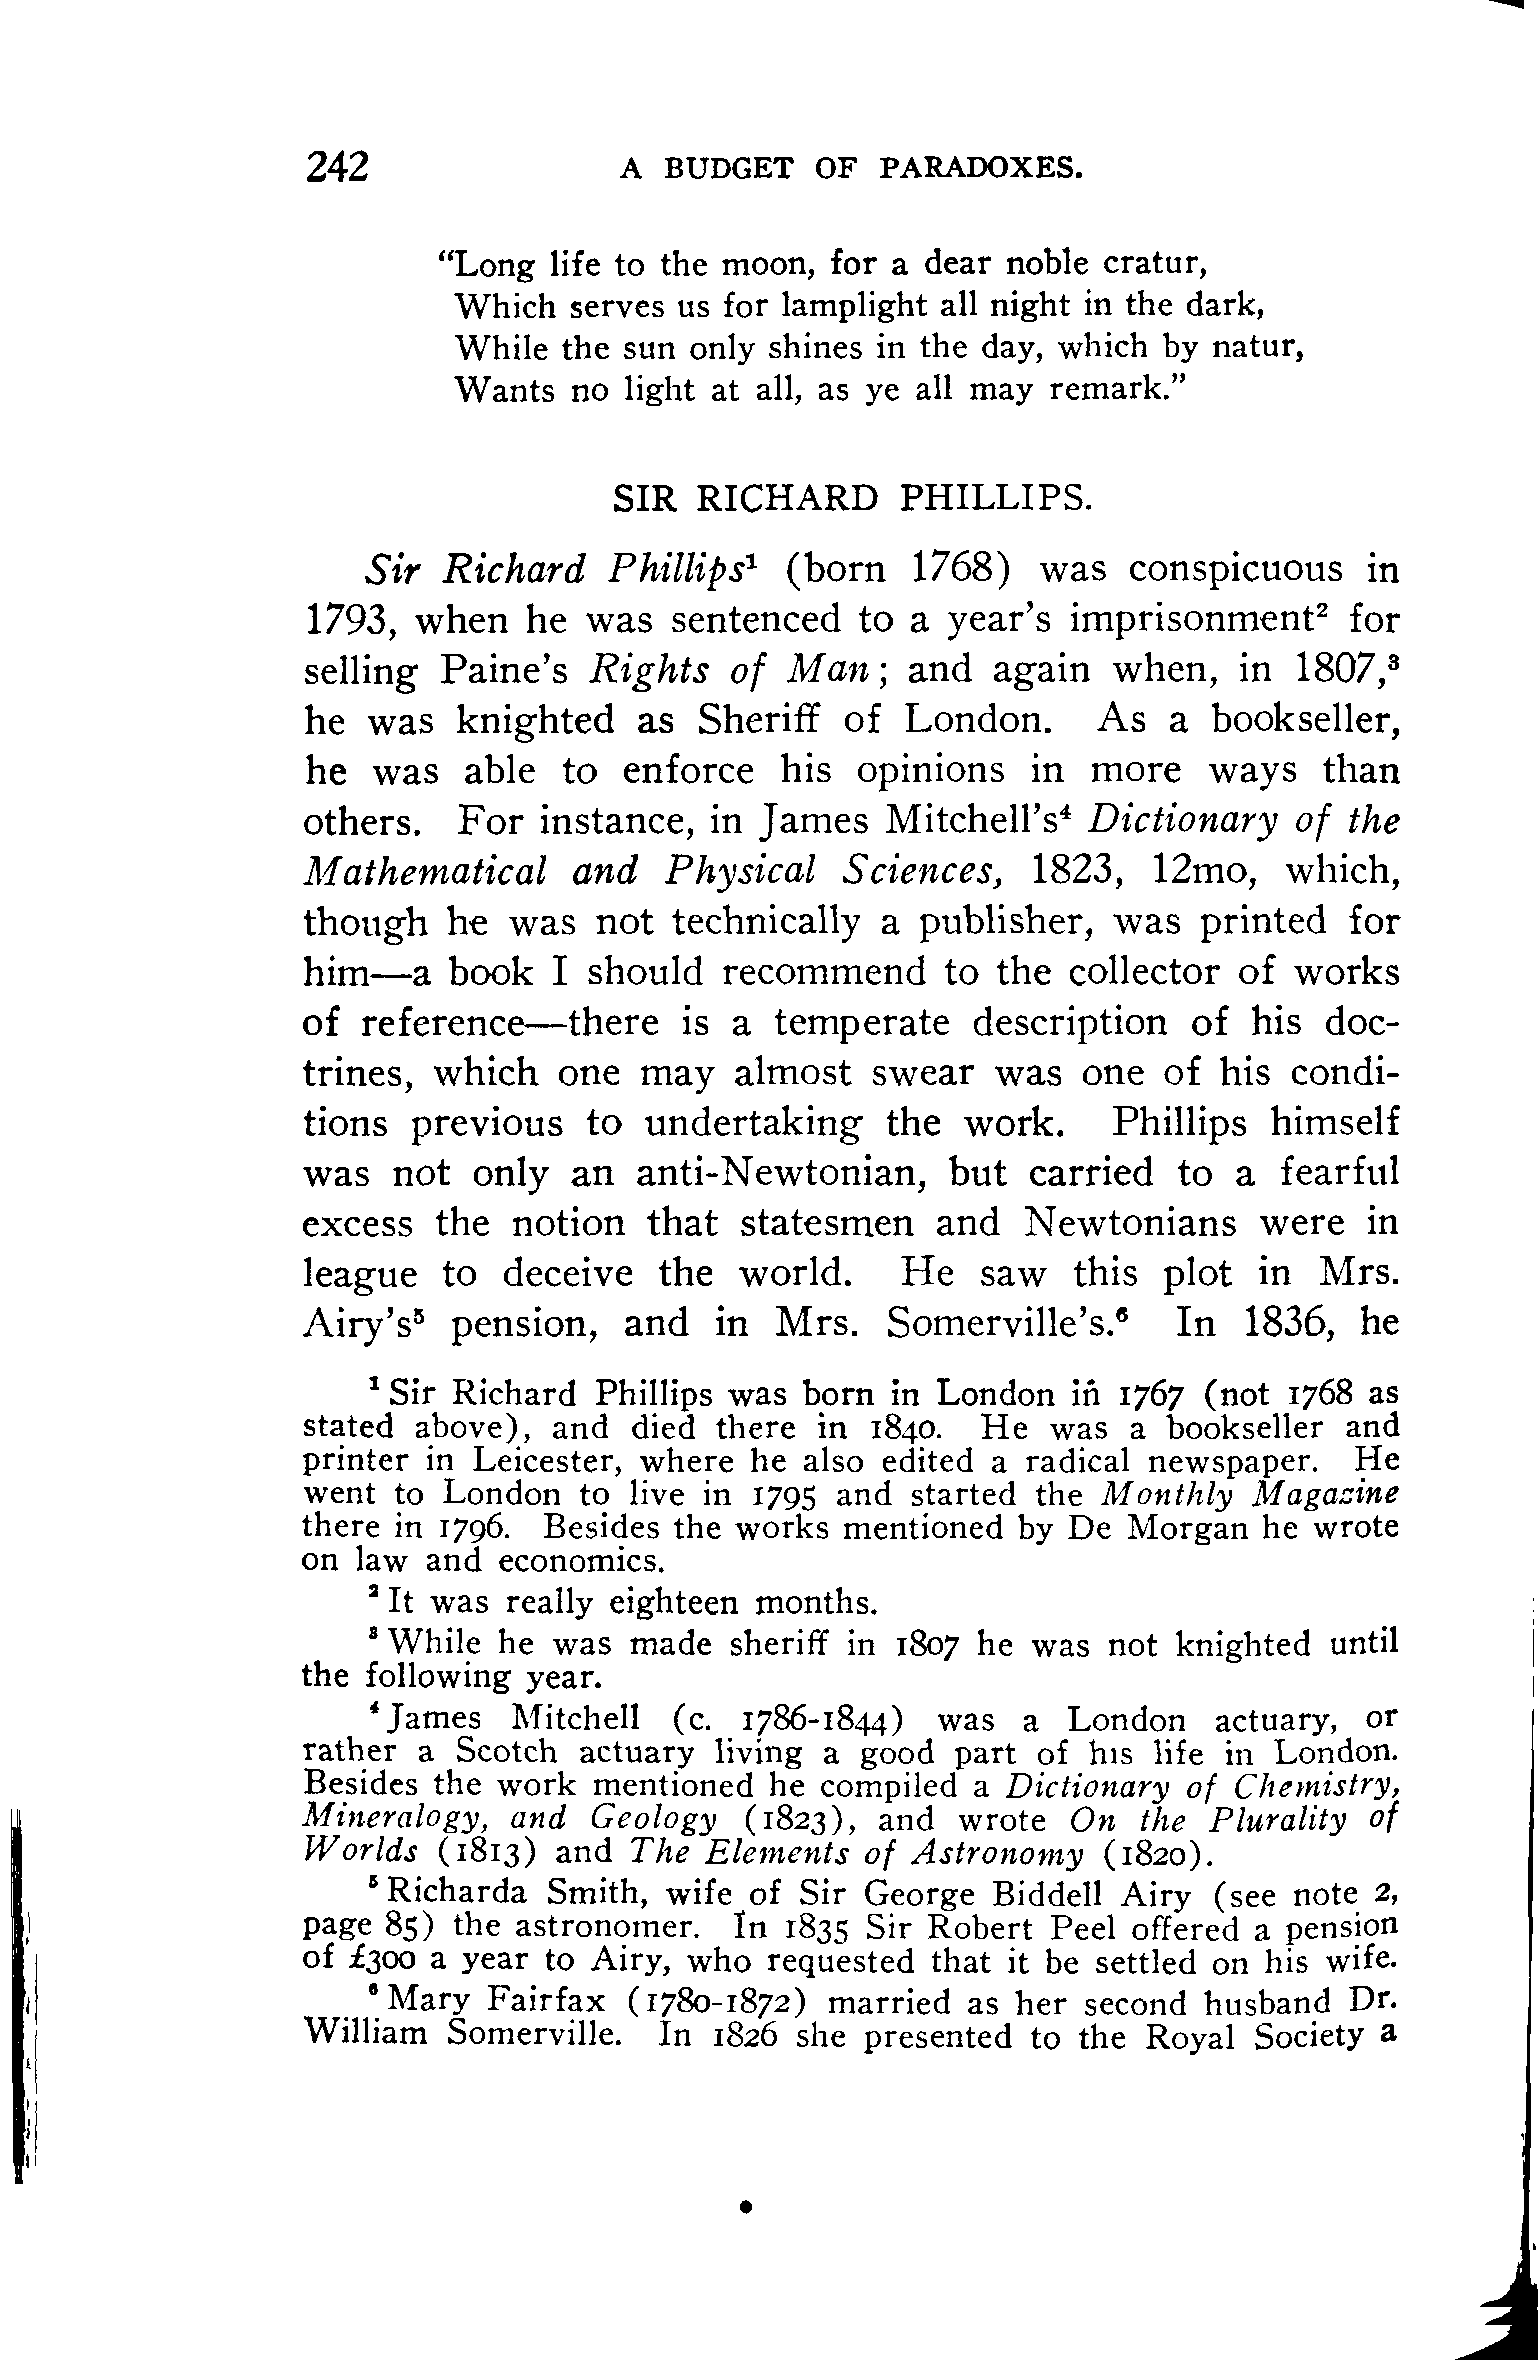 242 A BUDGET OF PARADOXES.
“Long life to the moon, for a dear noble cratur,
Which serves us for lamplight all night in the dark,
While the sun only shines in the day, which by natur,
Wants no light at all, as ye all may remark.”
SIR RICHARD PHILLIPS.
Sir Richard Phillips¹ (born 1768) was conspicuous in
1793, when he was sentenced to a year’s imprisonment² for
selling Paine’s Rights of Man; and again when, in 1807,³
he was knighted as Sheriff of London. As a bookseller,
he was able to enforce his opinions in more ways than
others. For instance, in James Mitchell’s⁴ Dictionary of the
Mathematical and Physical Sciences, 1823, 12mo, which,
though he was not technically a publisher, was printed for
him—a book I should recommend to the collector of works
of reference—there is a temperate description of his doc-
trines, which one may almost swear was one of his condi-
tions previous to undertaking the work. Phillips himself
was not only an anti-Newtonian, but carried to a fearful
excess the notion that statesmen and Newtonians were in
league to deceive the world. He saw this plot in Mrs.
Airy’s⁵ pension, and in Mrs. Somerville’s.⁶ In 1836, he
¹ Sir Richard Phillips was born in London in 1767 (not 1768 as
stated above), and died there in 1840. He was a bookseller and
printer in Leicester, where he also edited a radical newspaper. He
went to London to live in 1795 and started the Monthly Magazine
there in 1796. Besides the works mentioned by De Morgan he wrote
on law and economics.
² It was really eighteen months.
³ While he was made sheriff in 1807 he was not knighted until
the following year.
⁴ James Mitchell (c. 1786-1844) was a London actuary, or
rather a Scotch actuary living a good part of his life in London.
Besides the work mentioned he compiled a Dictionary of Chemistry,
Mineralogy, and Geology (1823), and wrote On the Plurality of
Worlds (1813) and The Elements of Astronomy (1820).
⁵ Richarda Smith, wife of Sir George Biddell Airy (see note 2,
page 85) the astronomer. In 1835 Sir Robert Peel offered a pension
of £300 a year to Airy, who requested that it be settled on his wife.
⁶ Mary Fairfax (1780-1872) married as her second husband Dr.
William Somerville. In 1826 she presented to the Royal Society a